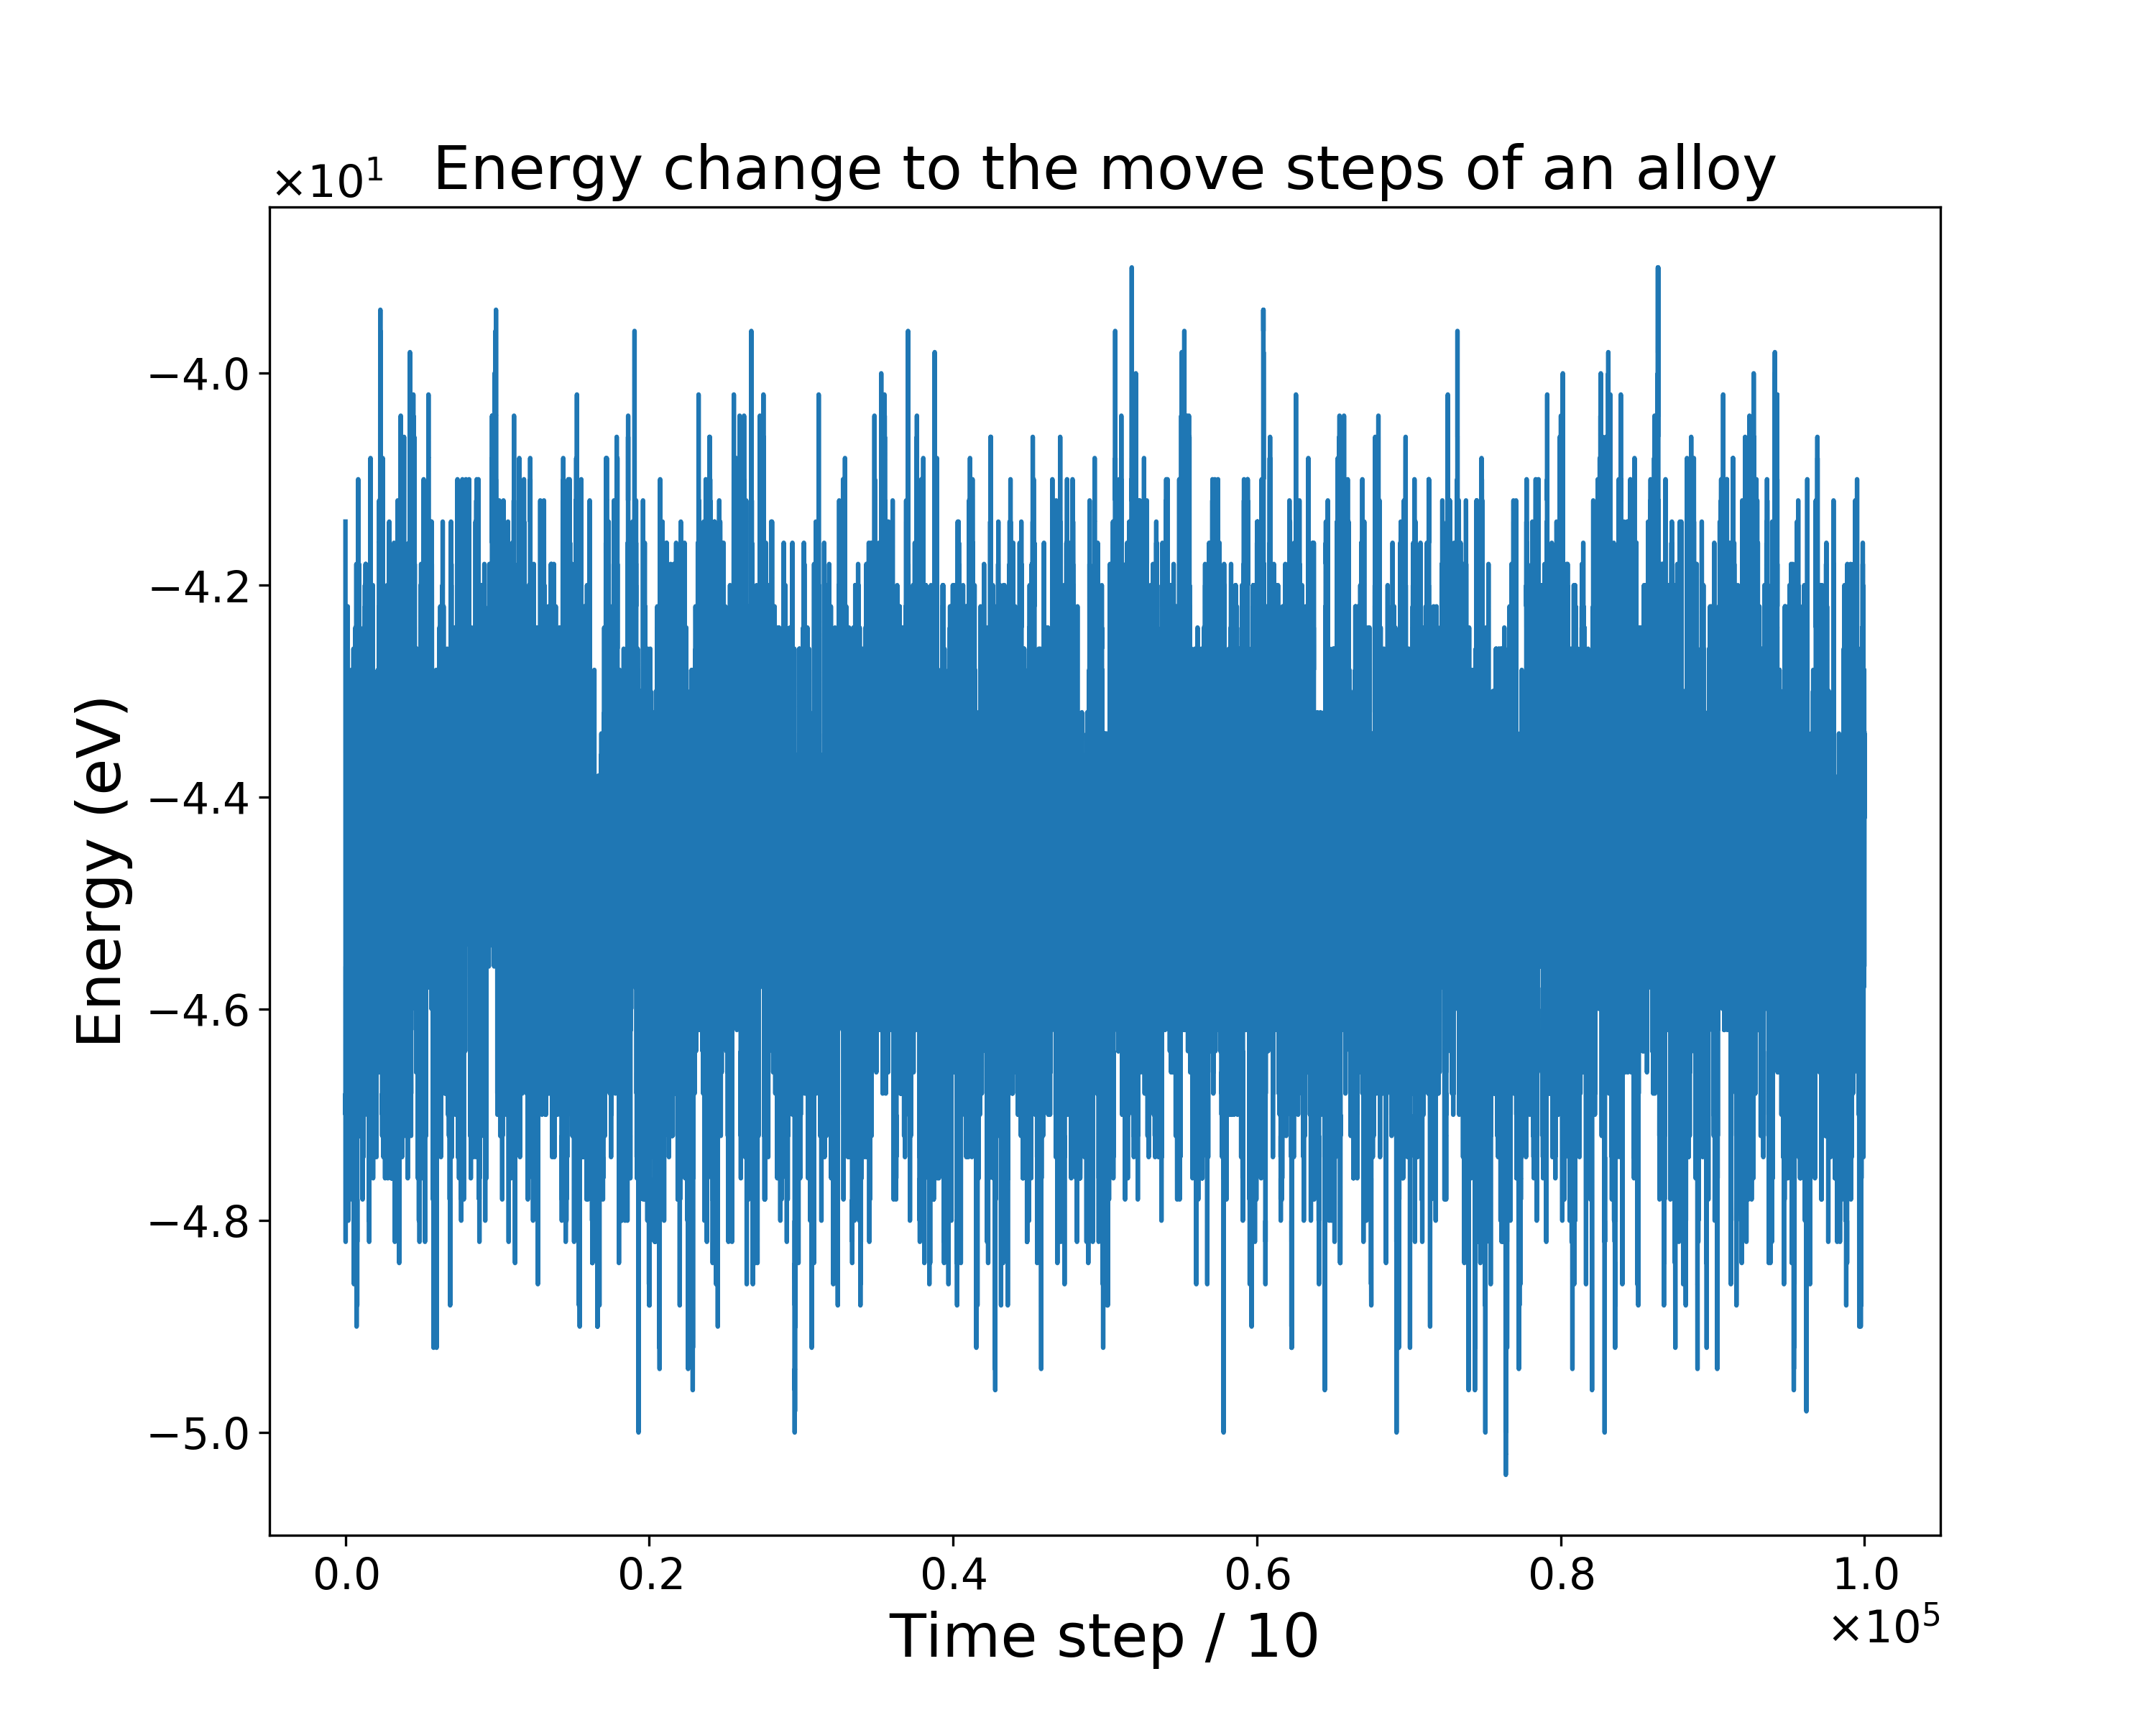 ×10¹
Energy change to the move steps of an alloy
Energy (eV)
−4.0
−4.2
−4.4
−4.6
−4.8
−5.0
0.0 0.2 0.4 0.6 0.8 1.0
Time step / 10
×10⁵